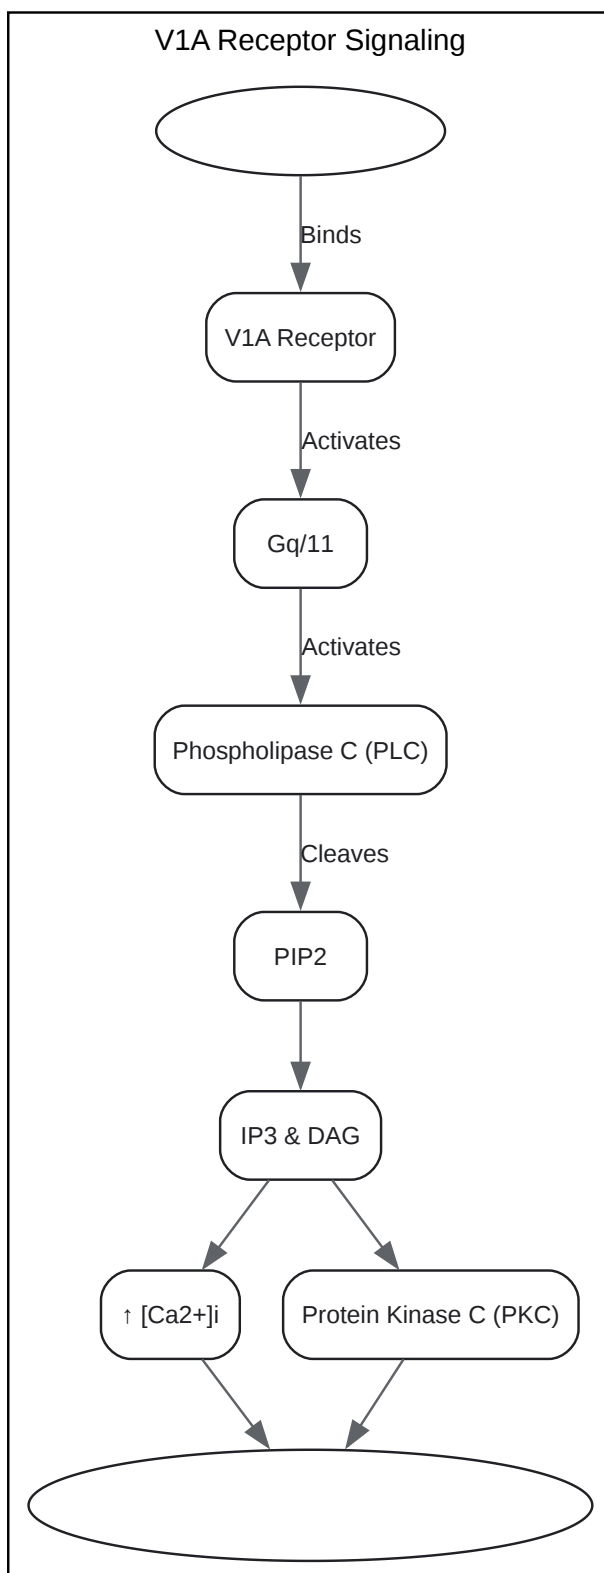 V1A Receptor Signaling
Binds
V1A Receptor
Activates
Gq/11
Activates
Phospholipase C (PLC)
Cleaves
PIP2
IP3 & DAG
↑ [Ca2+]i
Protein Kinase C (PKC)